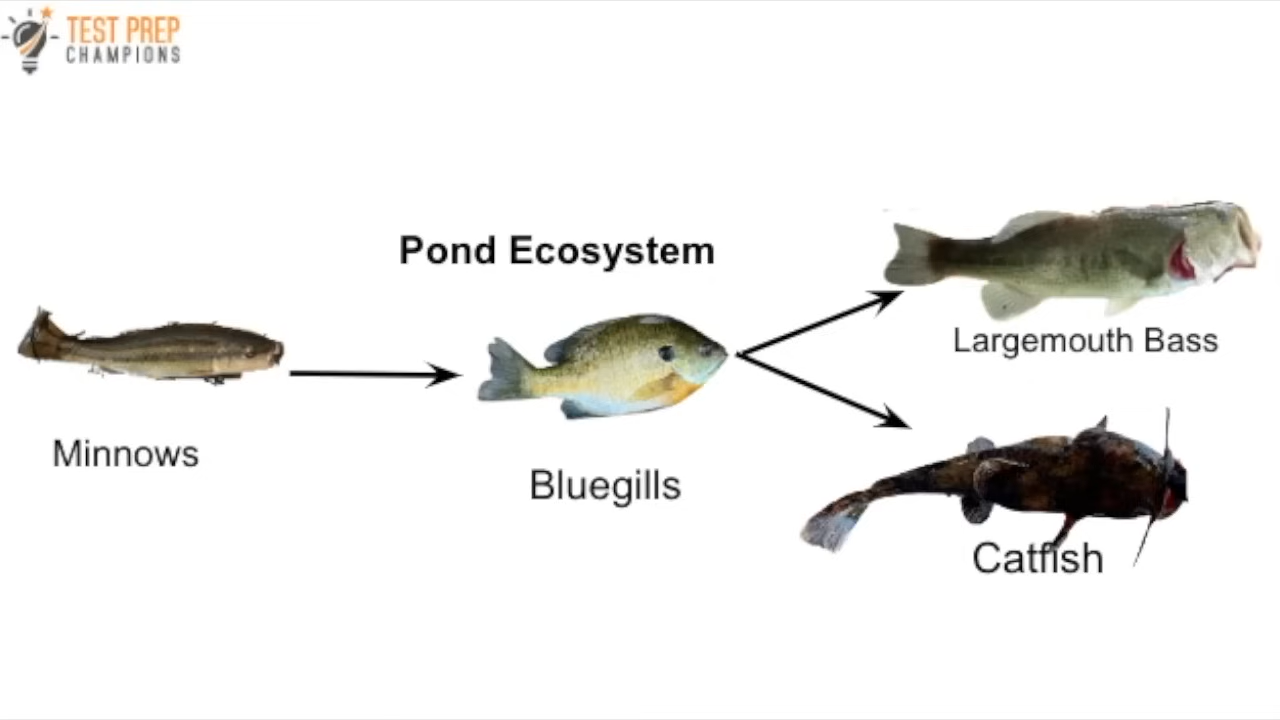 TEST PREP
CHAMPIONS
Pond Ecosystem
Largemouth Bass
Minnows
Bluegills
Catfish